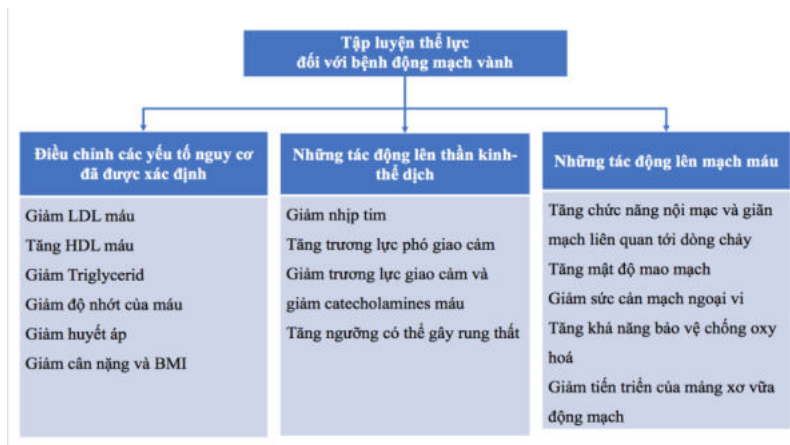 Tập luyện thể lực
đối với bệnh động mạch vành
Điều chỉnh các yếu tố nguy cơ
đã được xác định
Giảm LDL máu
Tăng HDL máu
Giảm Triglycerid
Giảm độ nhớt của máu
Giảm huyết áp
Giảm cân nặng và BMI
Những tác động lên thần kinh-
thể dịch
Giảm nhịp tim
Tăng trương lực phó giao cảm
Giảm trương lực giao cảm và
giảm catecholamines máu
Tăng ngưỡng có thể gây rung thất
Những tác động lên mạch máu
Tăng chức năng nội mạc và giãn
mạch liên quan tới dòng chảy
Tăng mật độ mao mạch
Giảm sức cản mạch ngoại vi
Tăng khả năng bảo vệ chống oxy
hoá
Giảm tiến triển của mảng xơ vữa
động mạch